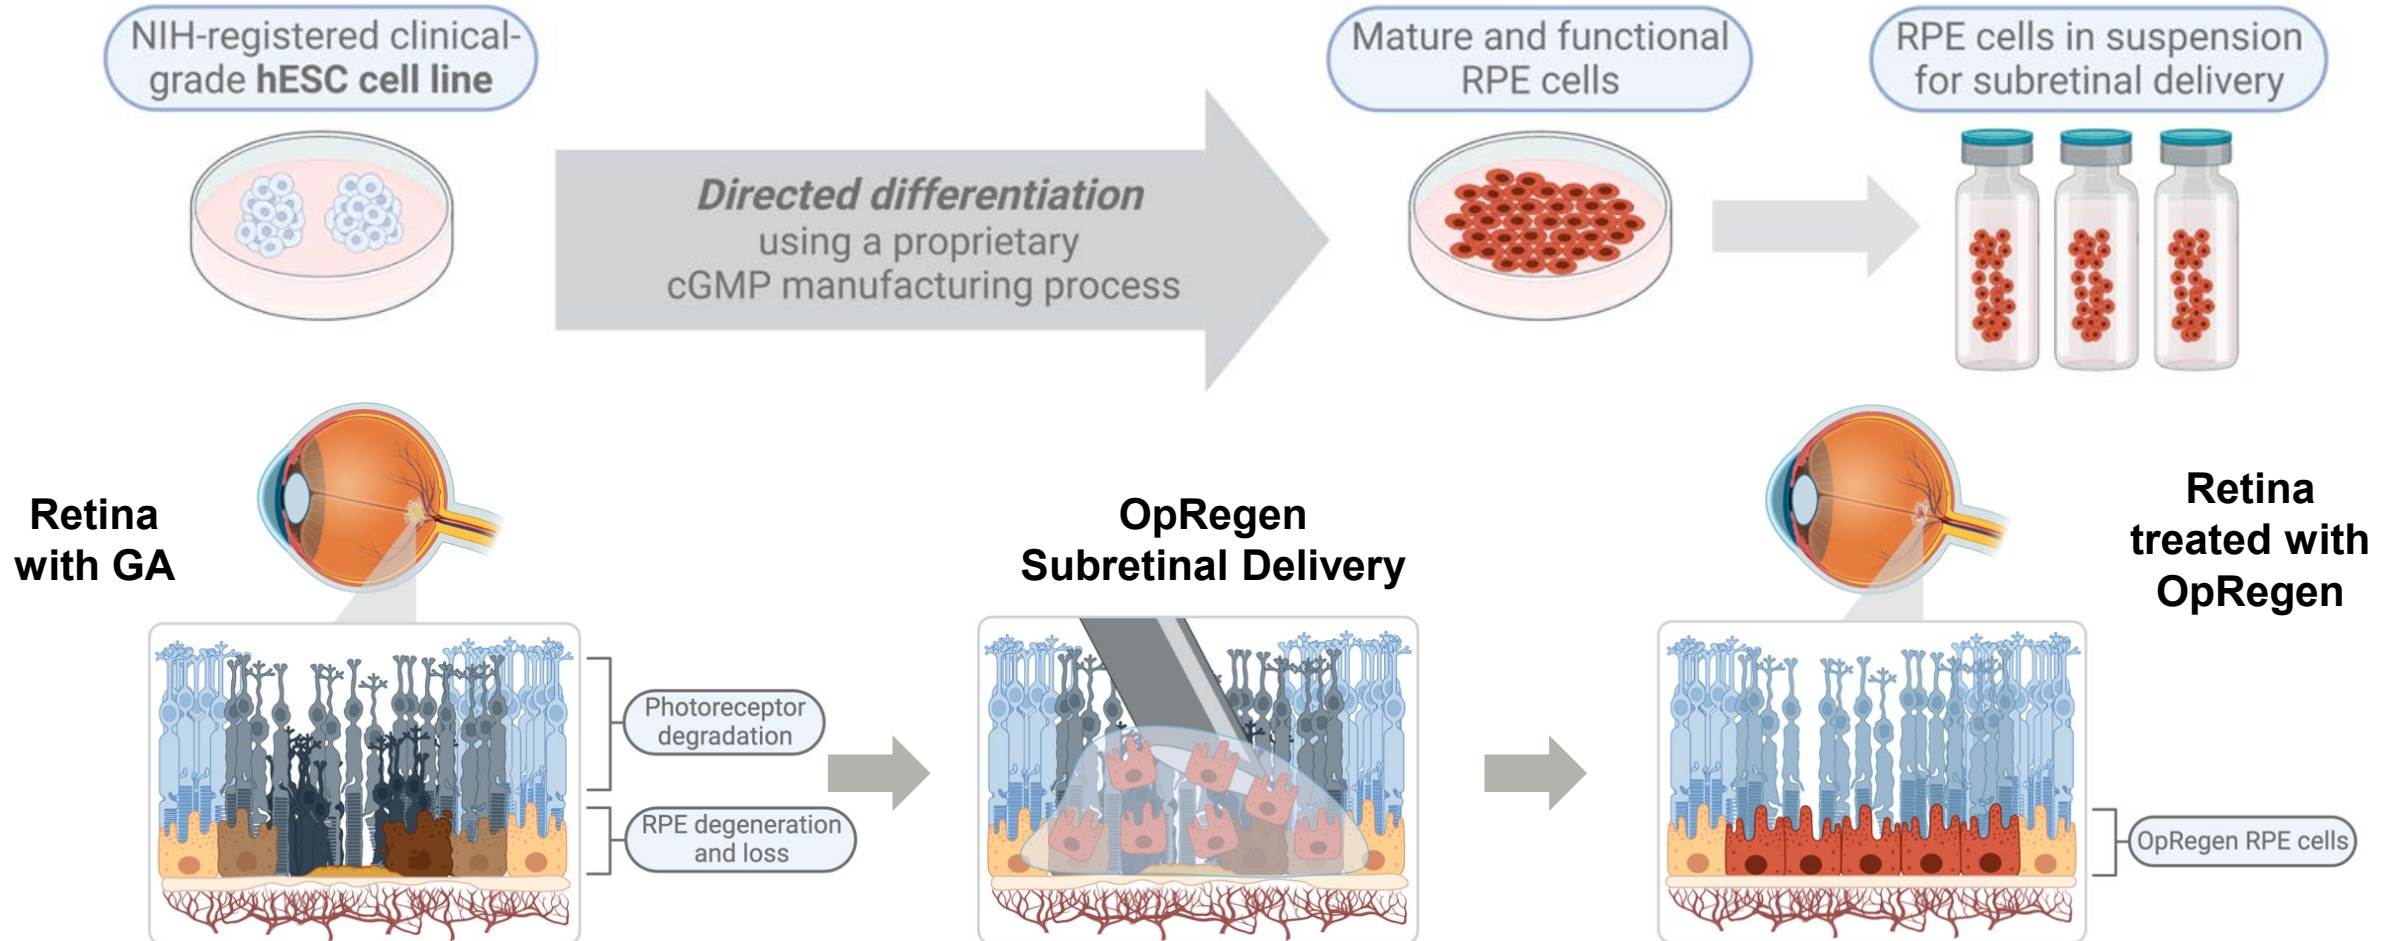 NIH-registered clinical-
grade hESC cell line
Directed differentiation
using a proprietary
cGMP manufacturing process
Mature and functional
RPE cells
RPE cells in suspension
for subretinal delivery
Retina
with GA
Photoreceptor
degradation
RPE degeneration
and loss
OpRegen
Subretinal Delivery
Retina
treated with
OpRegen
OpRegen RPE cells